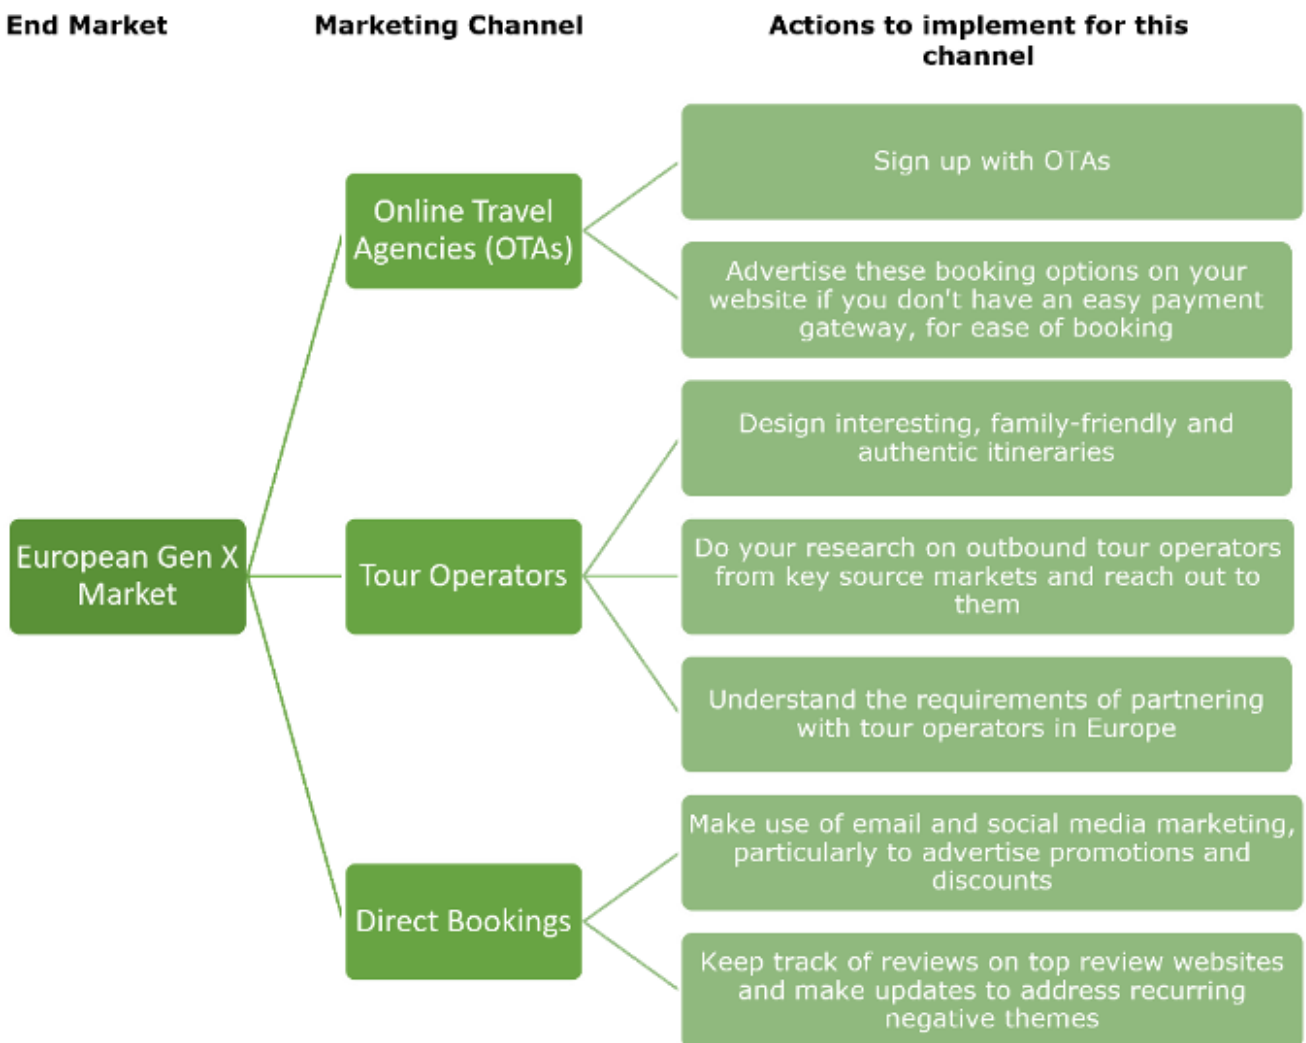 End Market
Marketing Channel
Actions to implement for this
channel
European Gen X
Market
Online Travel
Agencies (OTAs)
Sign up with OTAs
Advertise these booking options on your
website if you don't have an easy payment
gateway, for ease of booking
Tour Operators
Design interesting, family-friendly and
authentic itineraries
Do your research on outbound tour operators
from key source markets and reach out to
them
Understand the requirements of partnering
with tour operators in Europe
Direct Bookings
Make use of email and social media marketing,
particularly to advertise promotions and
discounts
Keep track of reviews on top review websites
and make updates to address recurring
negative themes